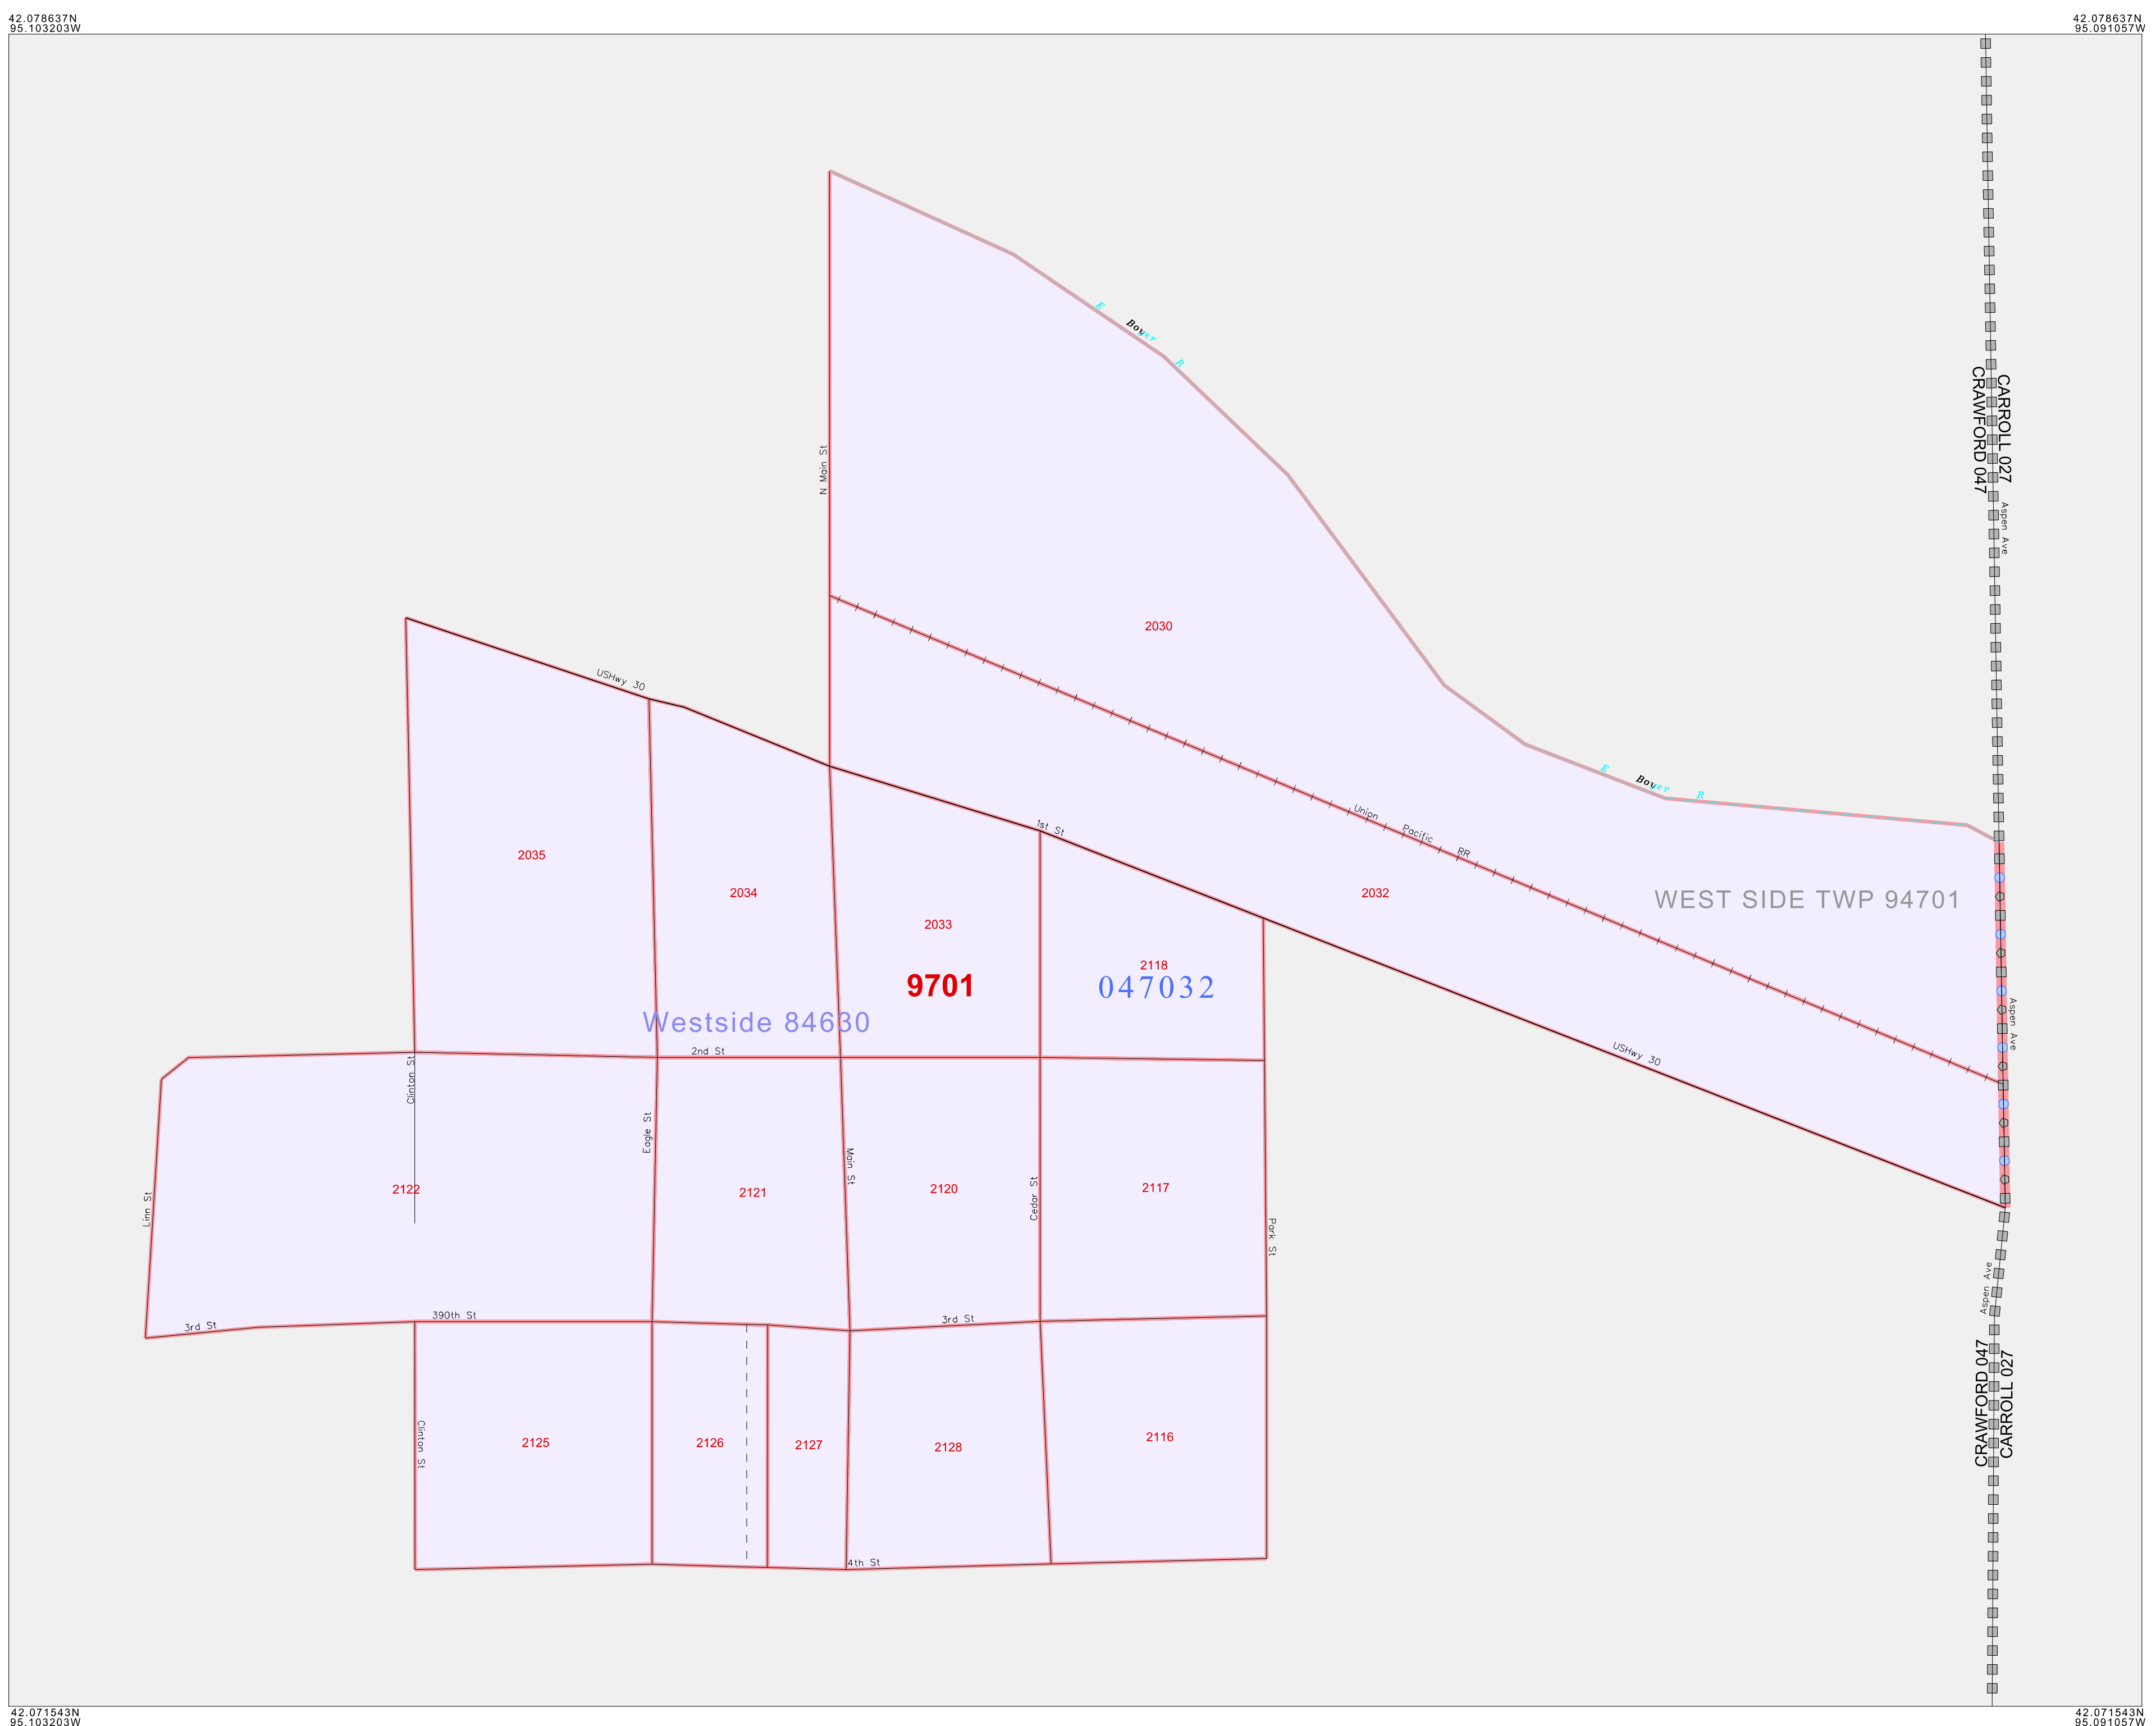 42.078637N
95.103203W
42.078637N
95.091057W
E Boyer R
CARROLL 027
CRAWFORD 047
N Main St
Aspen Ave
2030
USHwy 30
E Boyer R
Union Pacific RR
1st St
2035
2034
2032
WEST SIDE TWP 94701
2033
2118
9701
047032
Westside 84630
Aspen Ave
2nd St
USHwy 30
Clinton St
Eagle St
Main St
Cedar St
Linn St
2122
2121
2120
2117
Park St
Aspen Ave
390th St
3rd St
3rd St
CRAWFORD 047
CARROLL 027
Clinton St
2125
2126
2127
2128
2116
4th St
42.071543N
95.103203W
42.071543N
95.091057W